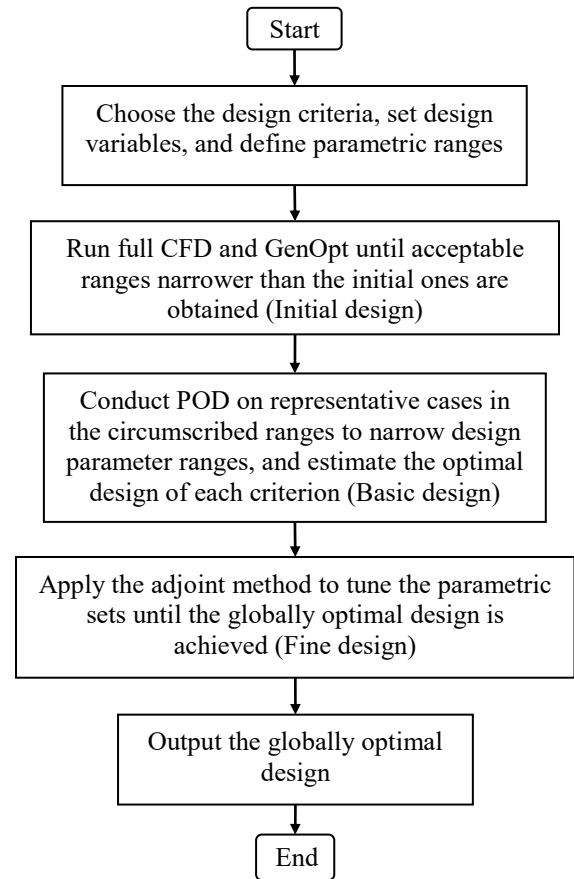 Start
Choose the design criteria, set design
variables, and define parametric ranges
Run full CFD and GenOpt until acceptable
ranges narrower than the initial ones are
obtained (Initial design)
Conduct POD on representative cases in
the circumscribed ranges to narrow design
parameter ranges, and estimate the optimal
design of each criterion (Basic design)
Apply the adjoint method to tune the parametric
sets until the globally optimal design is
achieved (Fine design)
Output the globally optimal
design
End